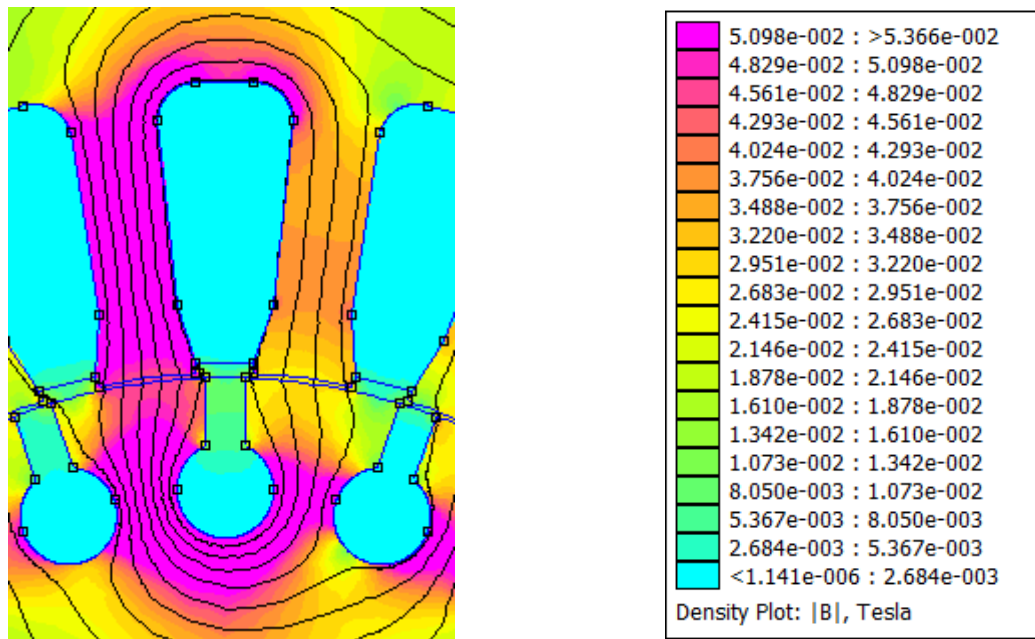 5.098e-002 : >5.366e-002
4.829e-002 : 5.098e-002
4.561e-002 : 4.829e-002
4.293e-002 : 4.561e-002
4.024e-002 : 4.293e-002
3.756e-002 : 4.024e-002
3.488e-002 : 3.756e-002
3.220e-002 : 3.488e-002
2.951e-002 : 3.220e-002
2.683e-002 : 2.951e-002
2.415e-002 : 2.683e-002
2.146e-002 : 2.415e-002
1.878e-002 : 2.146e-002
1.610e-002 : 1.878e-002
1.342e-002 : 1.610e-002
1.073e-002 : 1.342e-002
8.050e-003 : 1.073e-002
5.367e-003 : 8.050e-003
2.684e-003 : 5.367e-003
<1.141e-006 : 2.684e-003
Density Plot: |B|, Tesla